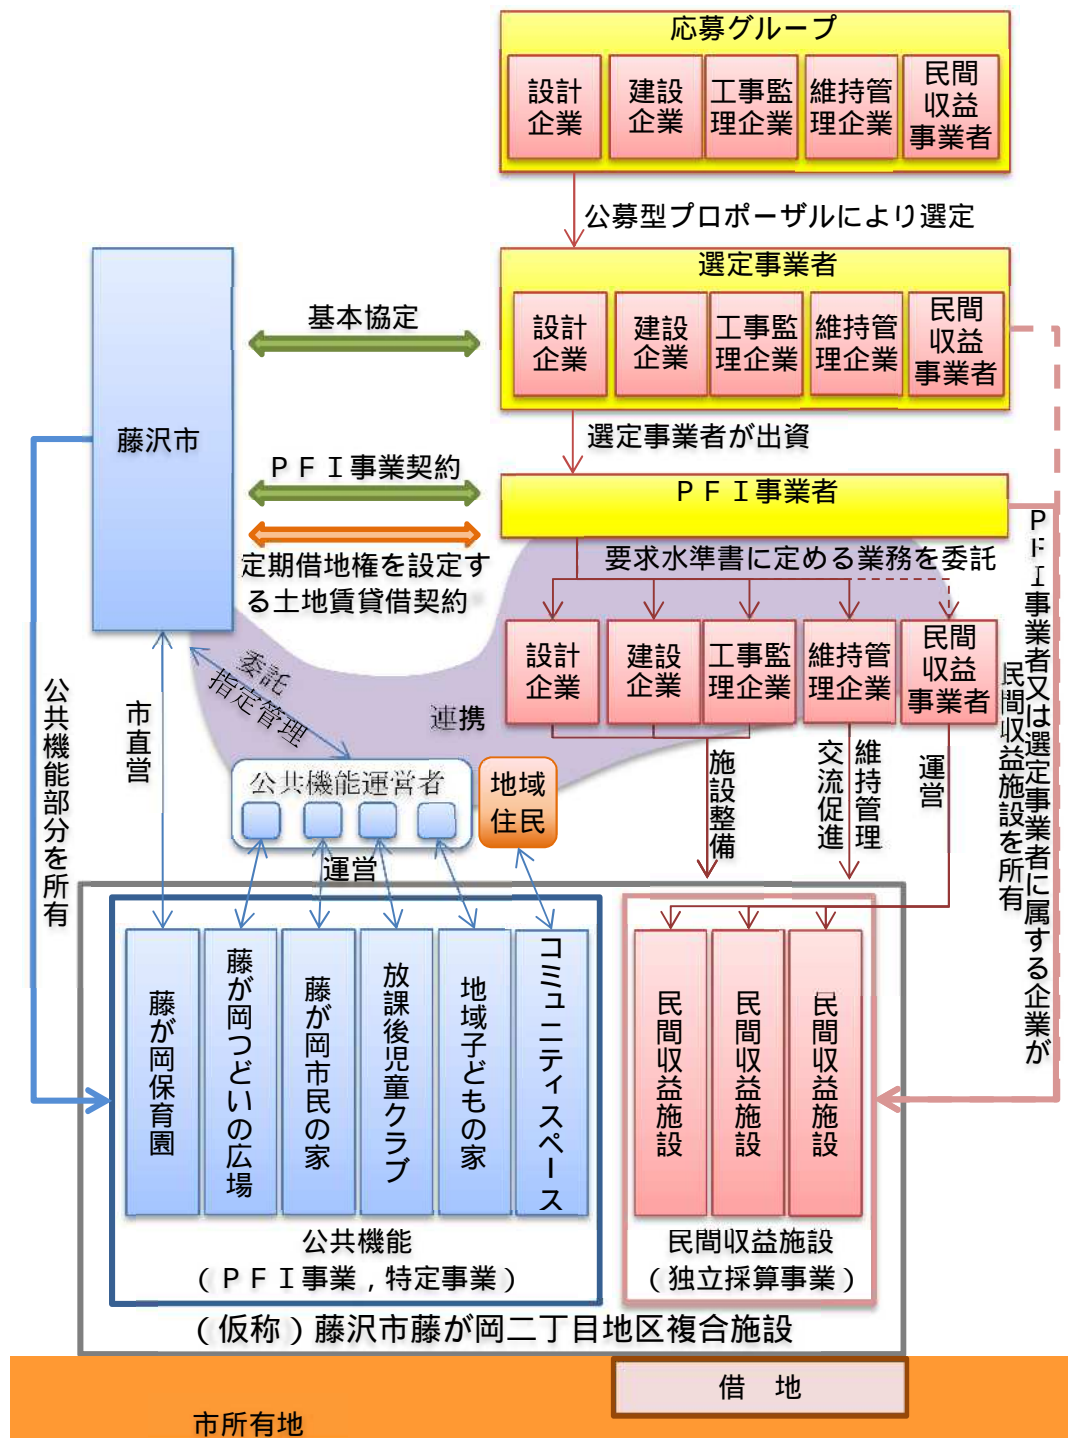 応募グループ
設計
企業
建設
企業
工事監
理企業
維持管
理企業
民間
収益
事業者
公募型プロポーザルにより選定
選定事業者
設計
企業
建設
企業
工事監
理企業
維持管
理企業
民間
収益
事業者
基本協定
藤沢市
選定事業者が出資
ＰＦＩ事業契約
ＰＦＩ事業者
定期借地権を設定す
る土地賃貸借契約
要求水準書に定める業務を委託
設計
企業
建設
企業
工事監
理企業
維持管
理企業
民間
収益
事業者
ＰＦＩ事業者又は選定事業者に属する企業が
民間収益施設を所有
公共機能部分を所有
市直営
委託
指定管理
連携
公共機能運営者
地域
住民
運営
施設整備
維持管理
交流促進
運営
藤が岡保育園
藤が岡つどいの広場
藤が岡市民の家
放課後児童クラブ
地域子どもの家
コミュニティスペース
民間収益施設
民間収益施設
民間収益施設
公共機能
（ＰＦＩ事業，特定事業）
民間収益施設
（独立採算事業）
（仮称）藤沢市藤が岡二丁目地区複合施設
借　地
市所有地